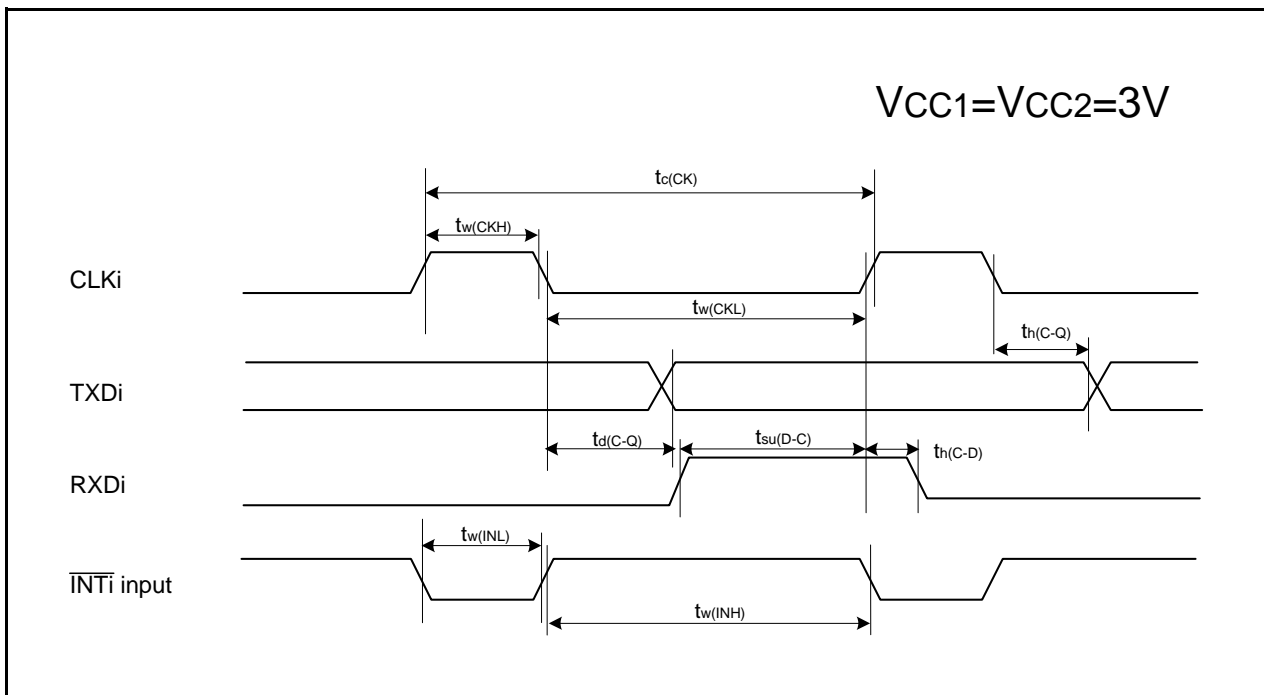 VCC1=VCC2=3V
tc(CK)
tw(CKH)
CLKi
tw(CKL)
th(C-Q)
TXDi
td(C-Q)
tsu(D-C)
th(C-D)
RXDi
tw(INL)
INTi input
tw(INH)